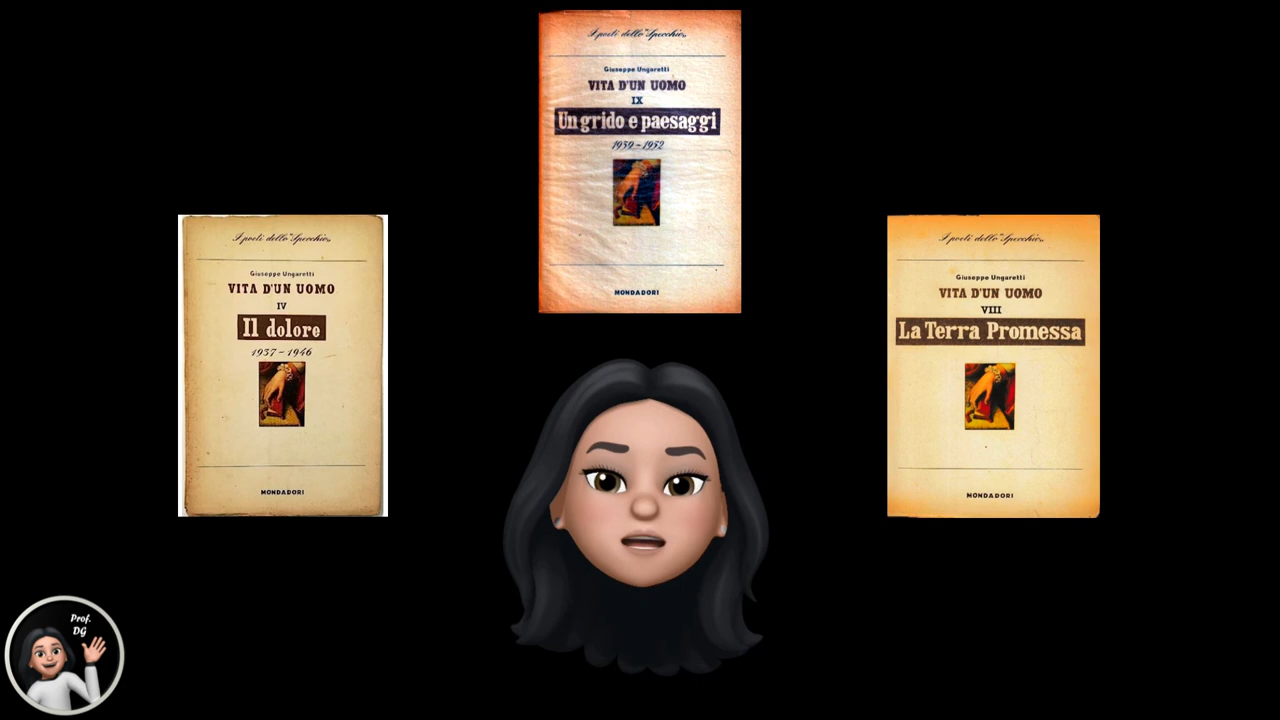 I poeti dello "Specchio„
Giuseppe Ungaretti
VITA D'UN UOMO
IV
Il dolore
1937 - 1946
MONDADORI
I poeti dello "Specchio„
Giuseppe Ungaretti
VITA D'UN UOMO
IX
Un grido e paesaggi
1939 - 1952
MONDADORI
I poeti dello "Specchio„
Giuseppe Ungaretti
VITA D'UN UOMO
VIII
La Terra Promessa
MONDADORI
Prof.
DG